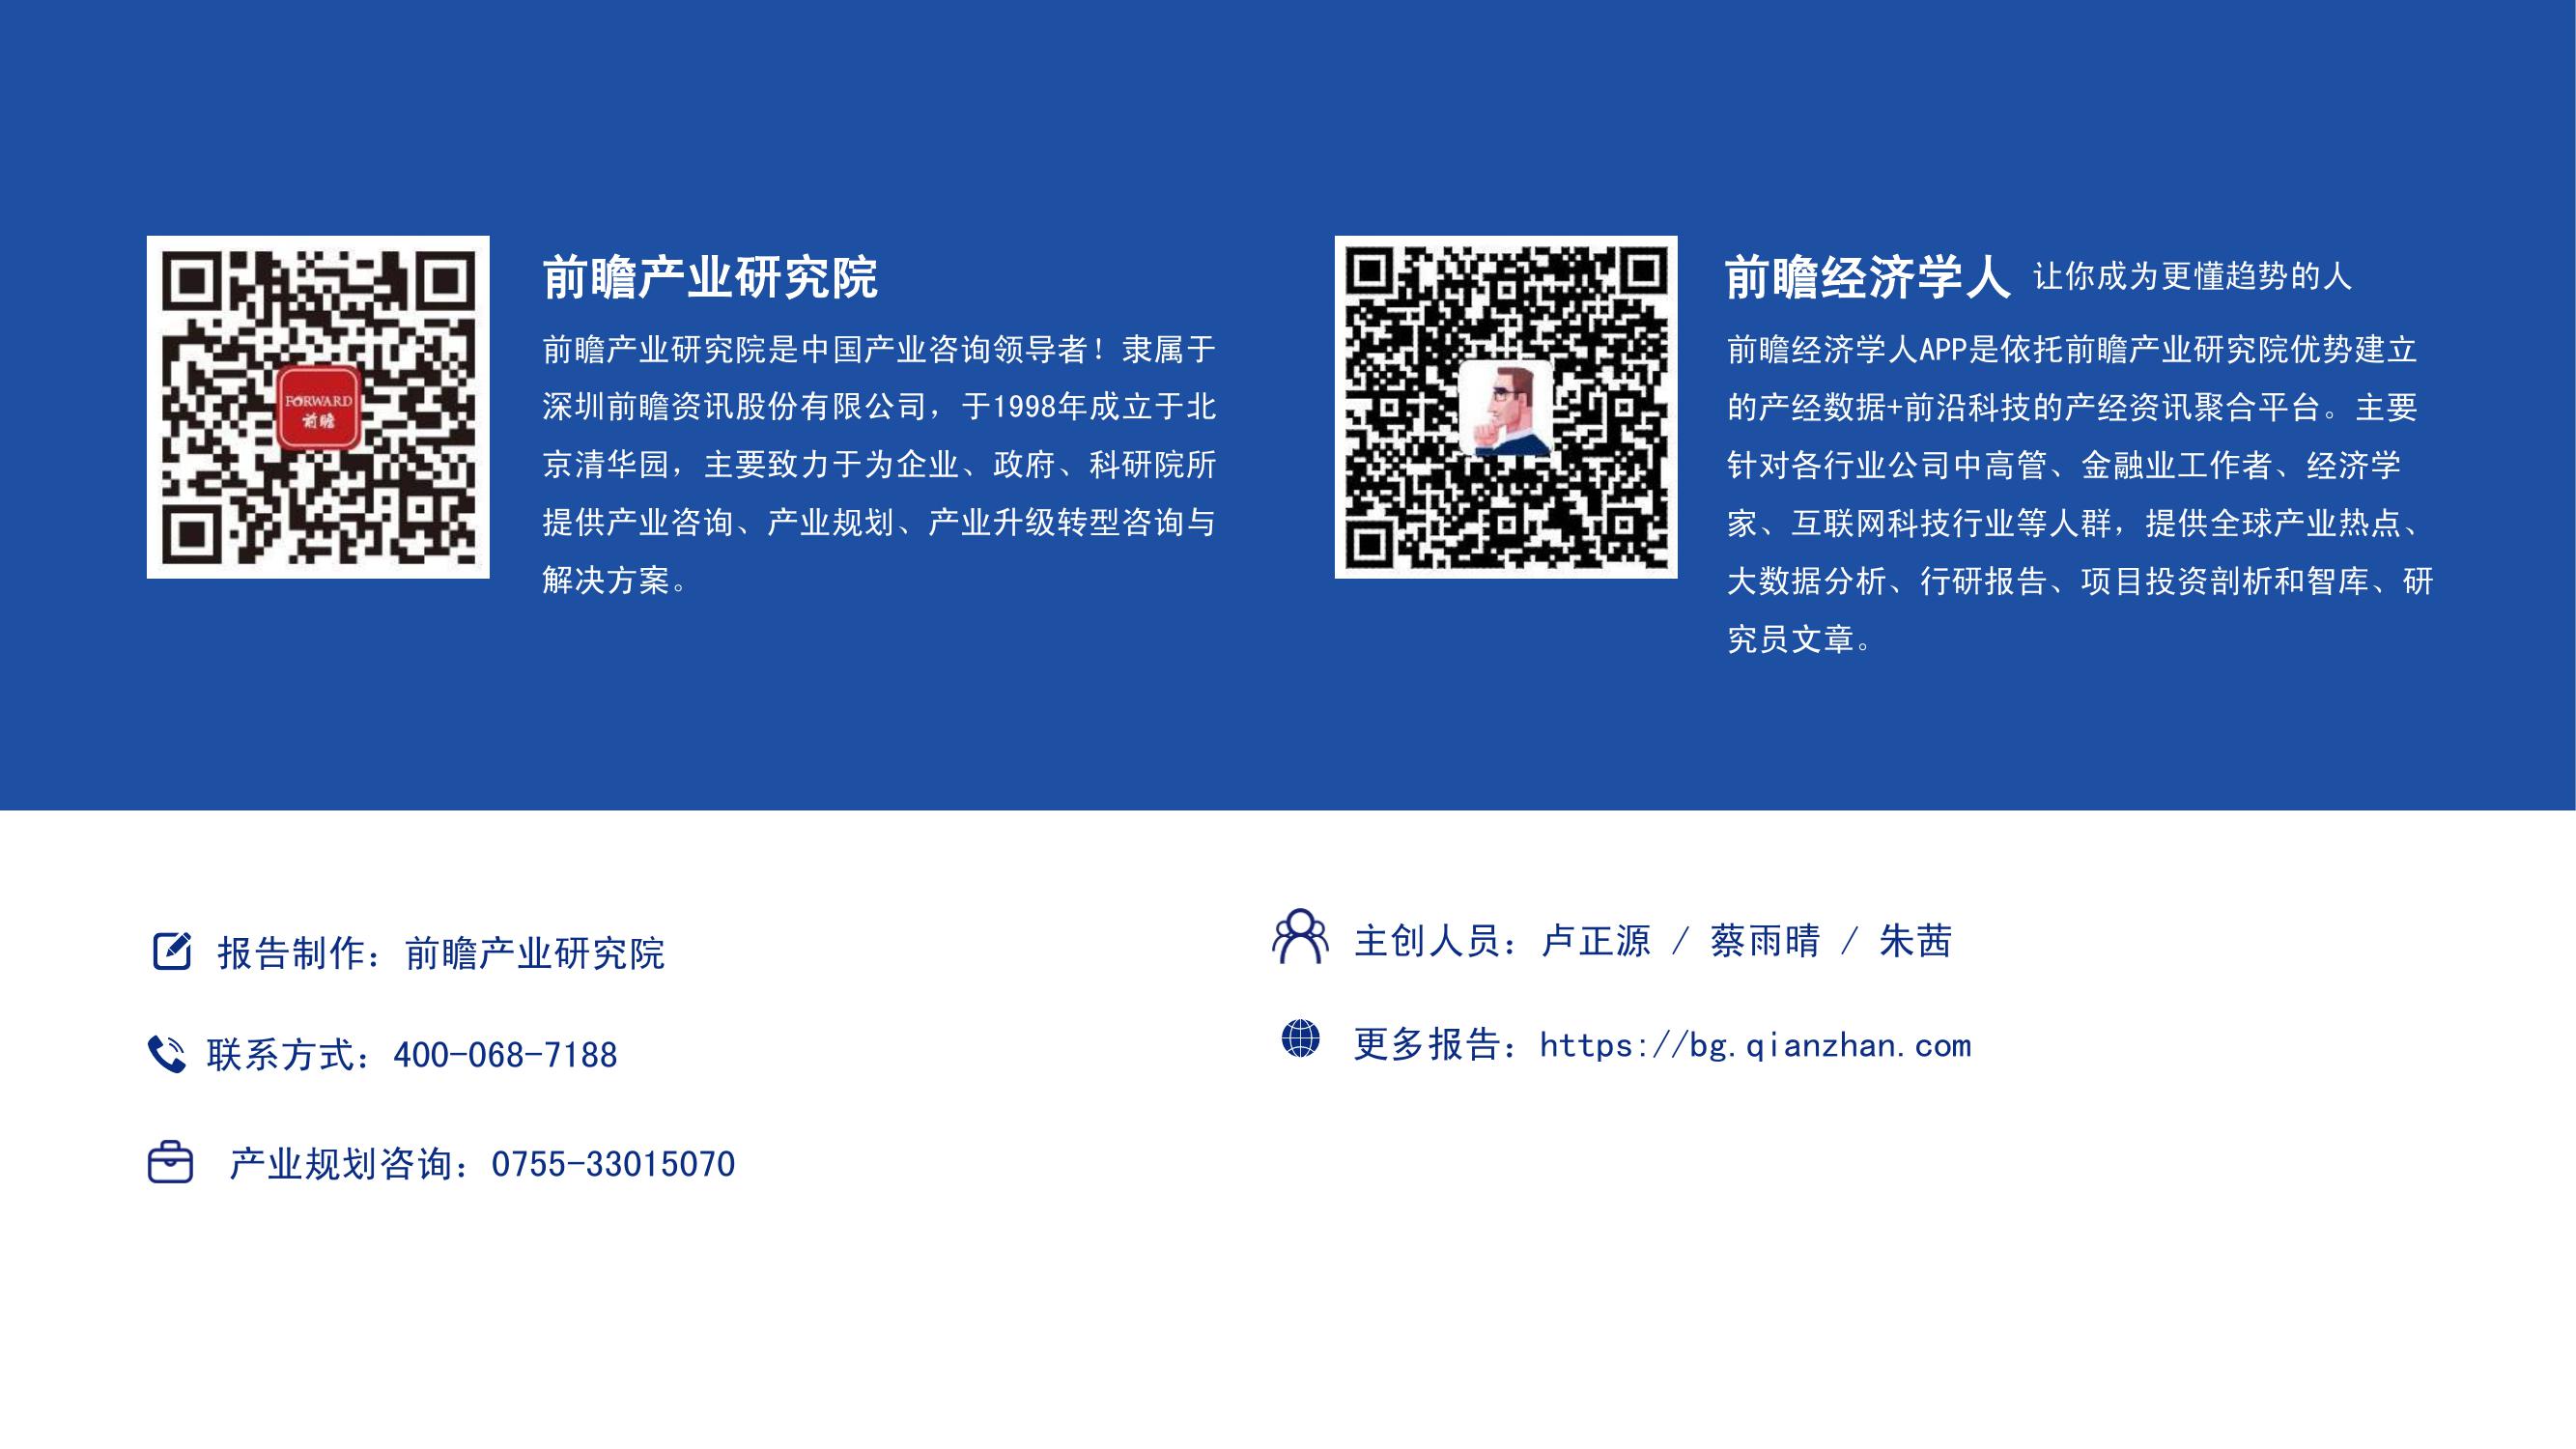 FORWARD
前瞻
前瞻产业研究院
前瞻产业研究院是中国产业咨询领导者！隶属于
深圳前瞻资讯股份有限公司，于1998年成立于北
京清华园，主要致力于为企业、政府、科研院所
提供产业咨询、产业规划、产业升级转型咨询与
解决方案。
前瞻经济学人 让你成为更懂趋势的人
前瞻经济学人APP是依托前瞻产业研究院优势建立
的产经数据+前沿科技的产经资讯聚合平台。主要
针对各行业公司中高管、金融业工作者、经济学
家、互联网科技行业等人群，提供全球产业热点、
大数据分析、行研报告、项目投资剖析和智库、研
究员文章。
报告制作：前瞻产业研究院
联系方式：400-068-7188
产业规划咨询：0755-33015070
主创人员：卢正源 / 蔡雨晴 / 朱茜
更多报告：https://bg.qianzhan.com